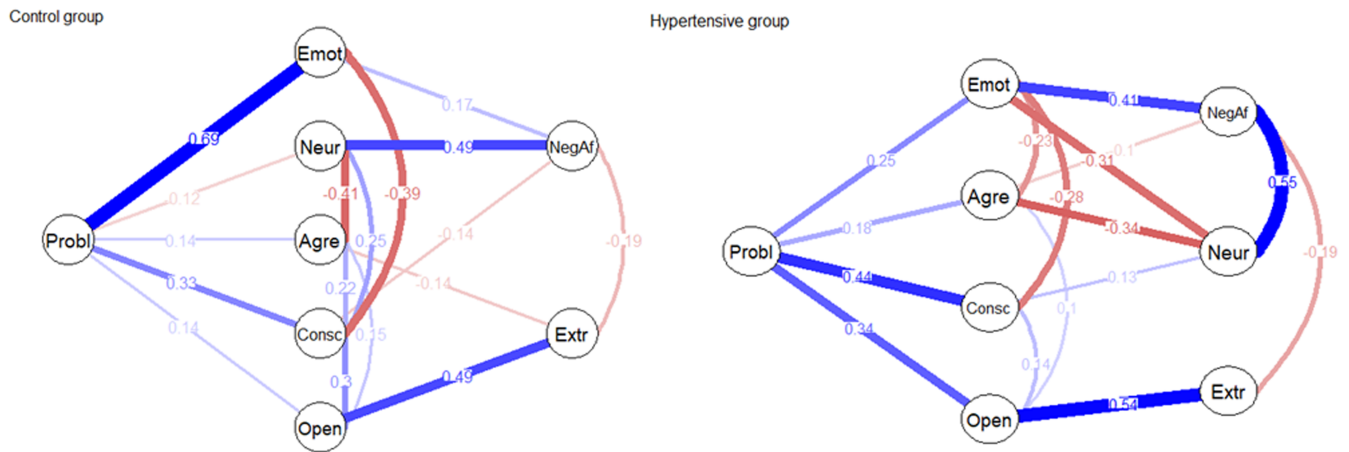 Control group
Emot
Neur
Agre
Consc
Open
Probl
NegAf
Extr
0.69
-0.12
0.14
0.33
0.14
0.17
0.49
-0.41
-0.39
0.25
0.22
-0.14
-0.14
0.15
0.3
0.49
-0.19
Hypertensive group
Emot
Agre
Consc
Open
Probl
NegAf
Neur
Extr
0.25
0.18
0.44
0.34
0.41
-0.23
-0.1
-0.31
-0.28
-0.34
0.13
0.1
0.14
0.54
0.55
-0.19